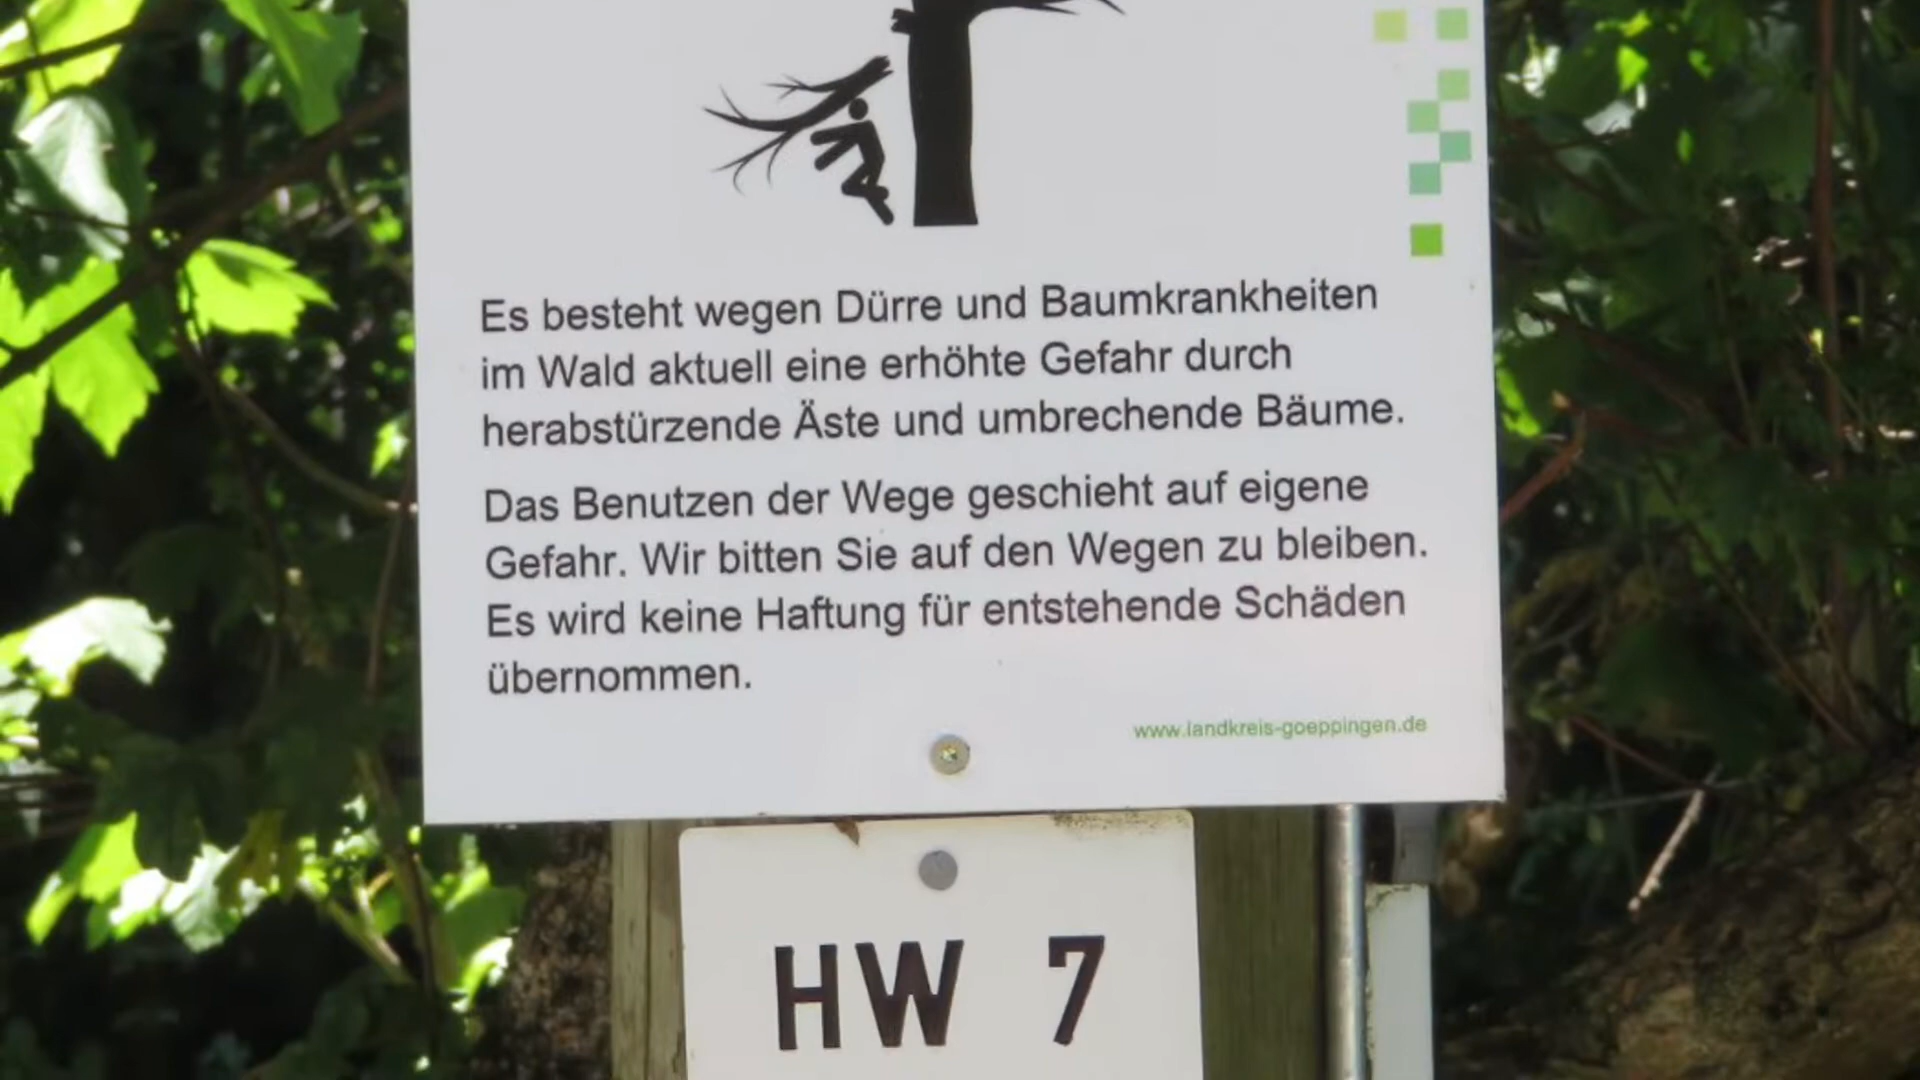 Es besteht wegen Dürre und Baumkrankheiten
im Wald aktuell eine erhöhte Gefahr durch
herabstürzende Äste und umbrechende Bäume.
Das Benutzen der Wege geschieht auf eigene
Gefahr. Wir bitten Sie auf den Wegen zu bleiben.
Es wird keine Haftung für entstehende Schäden
übernommen.
www.landkreis-goeppingen.de
HW 7